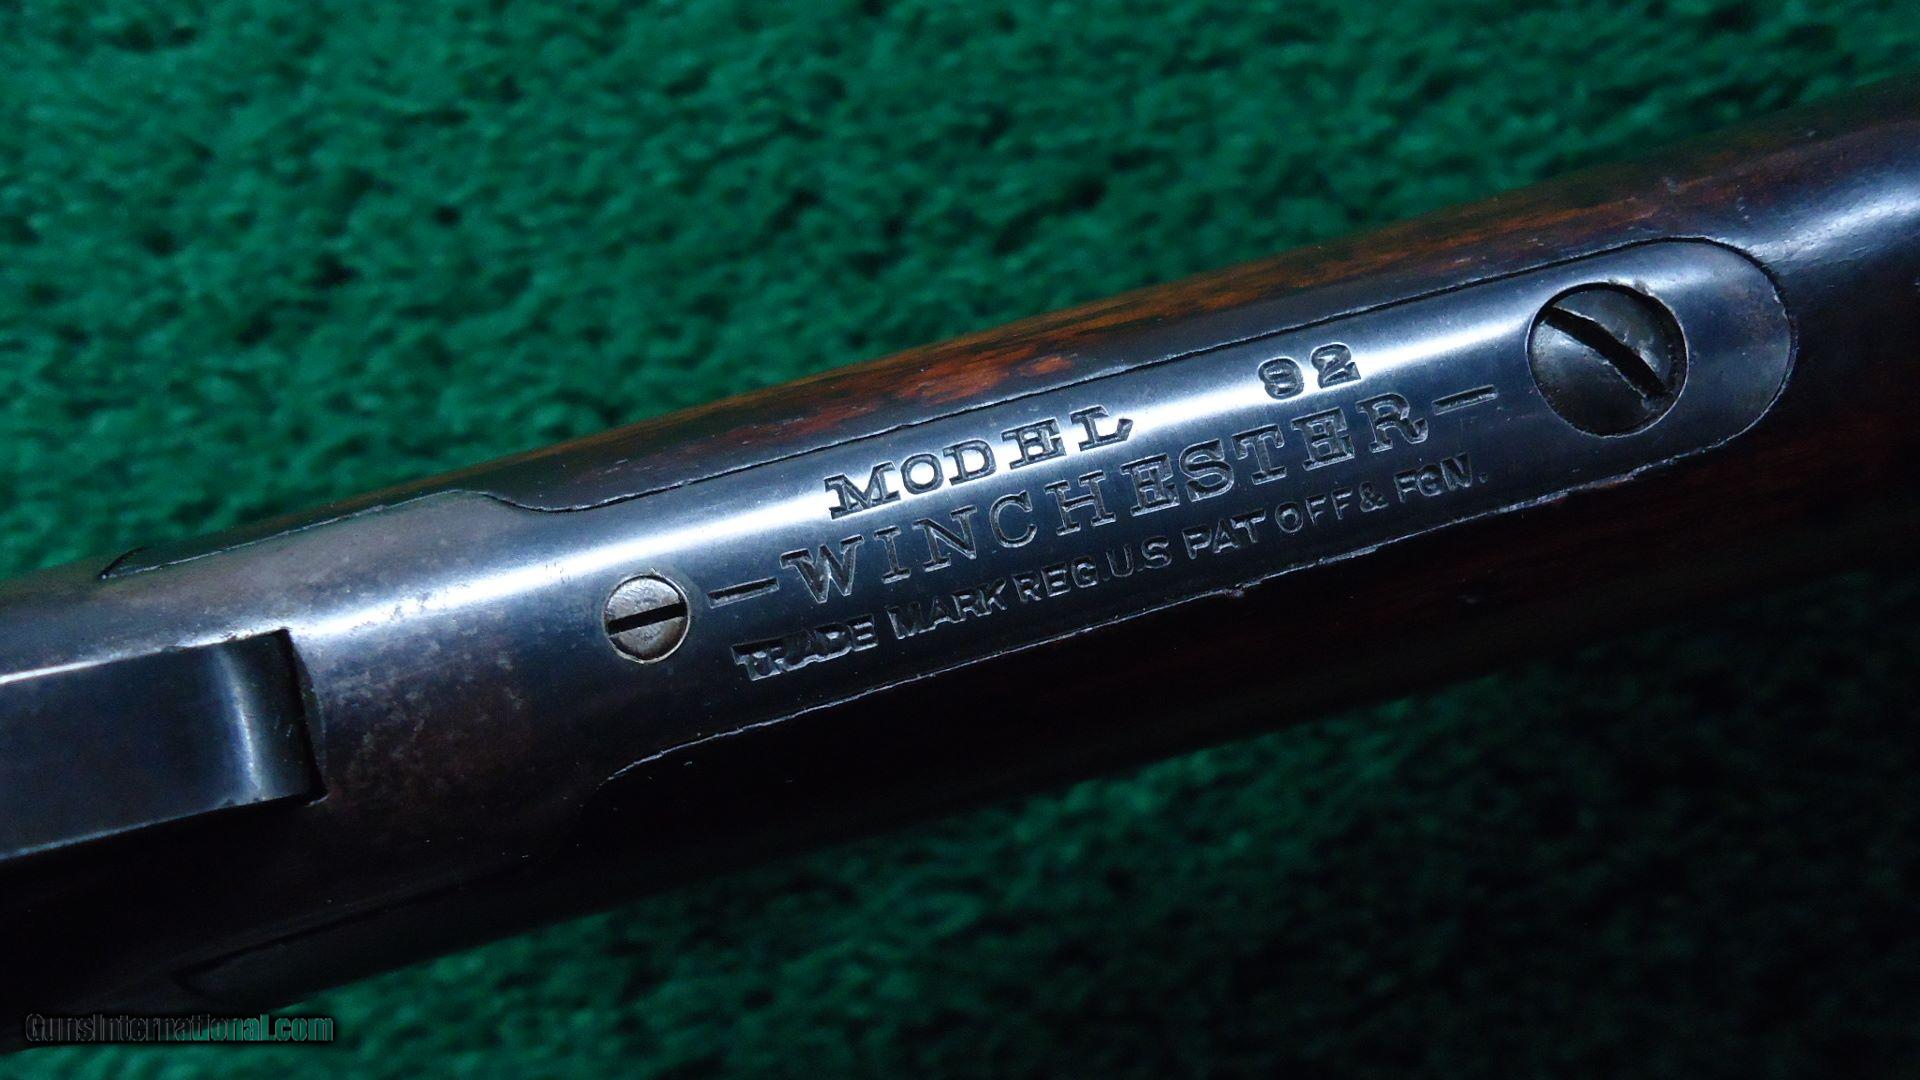 MODEL 92
—WINCHESTER—
TRADE MARK REG. U.S PAT OFF & FGN.
GunsInternational.com